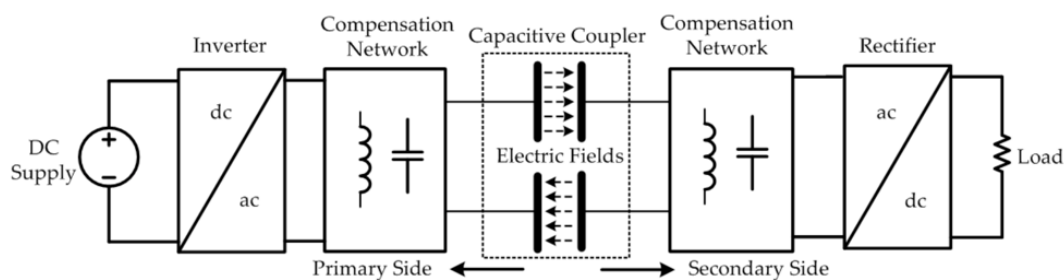 Inverter
Compensation
Network
Capacitive Coupler
Compensation
Network
Rectifier
dc
ac
DC
Supply
+
−
Electric Fields
ac
dc
Load
Primary Side
Secondary Side